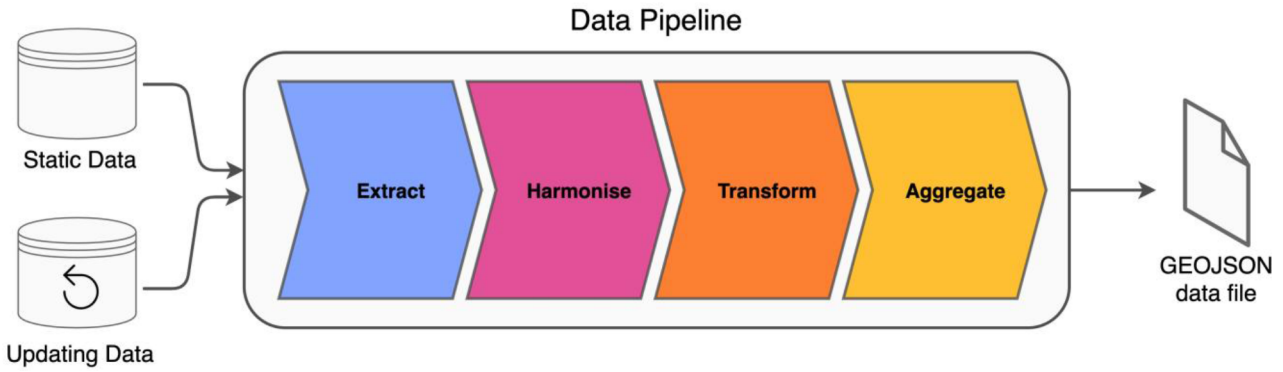 Data Pipeline
Static Data
Updating Data
Extract
Harmonise
Transform
Aggregate
GEOJSON
data file